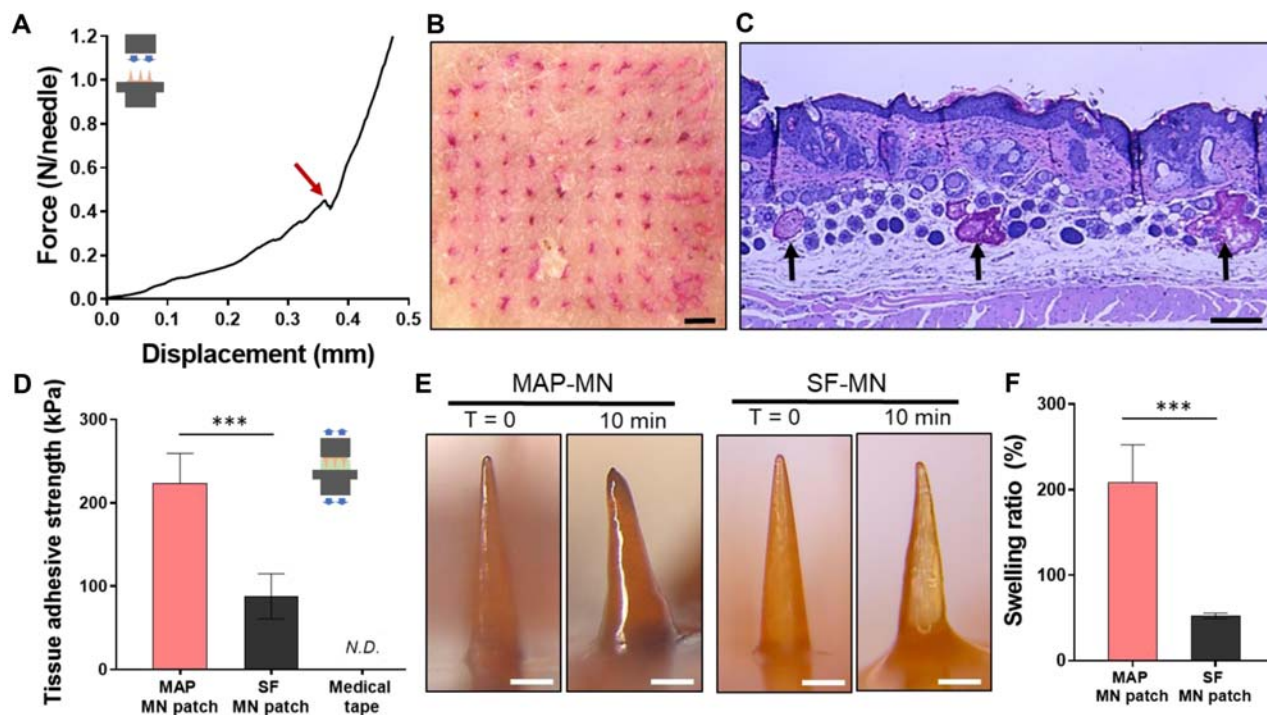 A
1.2
1.0
0.8
0.6
0.4
0.2
0.0
Force (N/needle)
0.0 0.1 0.2 0.3 0.4 0.5
Displacement (mm)
B
C
D
Tissue adhesive strength (kPa)
300
200
100
0
***
N.D.
MAP
MN patch
SF
MN patch
Medical
tape
E
MAP-MN
SF-MN
T = 0
10 min
T = 0
10 min
F
Swelling ratio (%)
300
200
100
0
***
MAP
MN patch
SF
MN patch